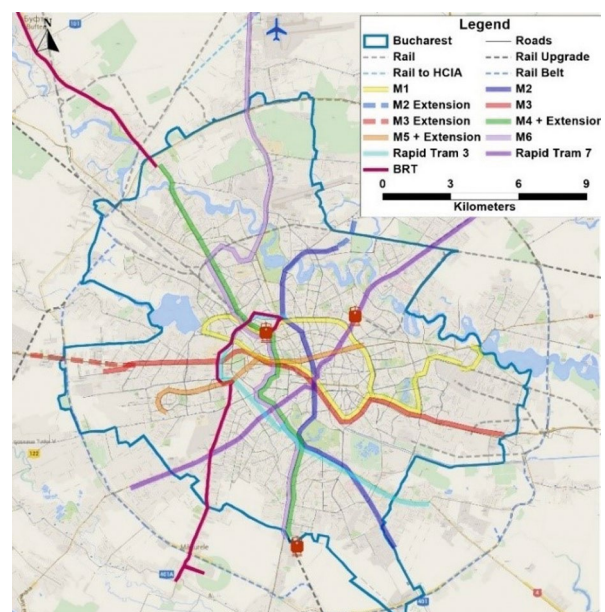 Legend
Bucharest
Roads
Rail
Rail Upgrade
Rail to HCIA
Rail Belt
M1
M2
M2 Extension
M3
M3 Extension
M4 + Extension
M5 + Extension
M6
Rapid Tram 3
Rapid Tram 7
BRT
0 3 6 9
Kilometers
N